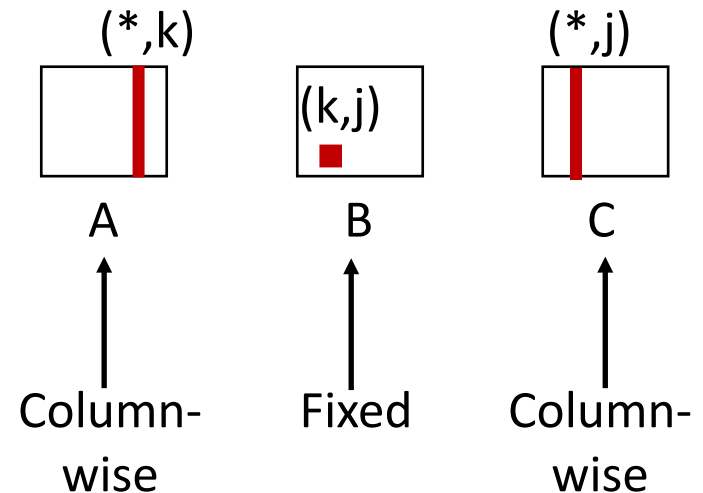 (*,k)
(*,j)
(k,j)
A
B
C
Column-
wise
Fixed
Column-
wise